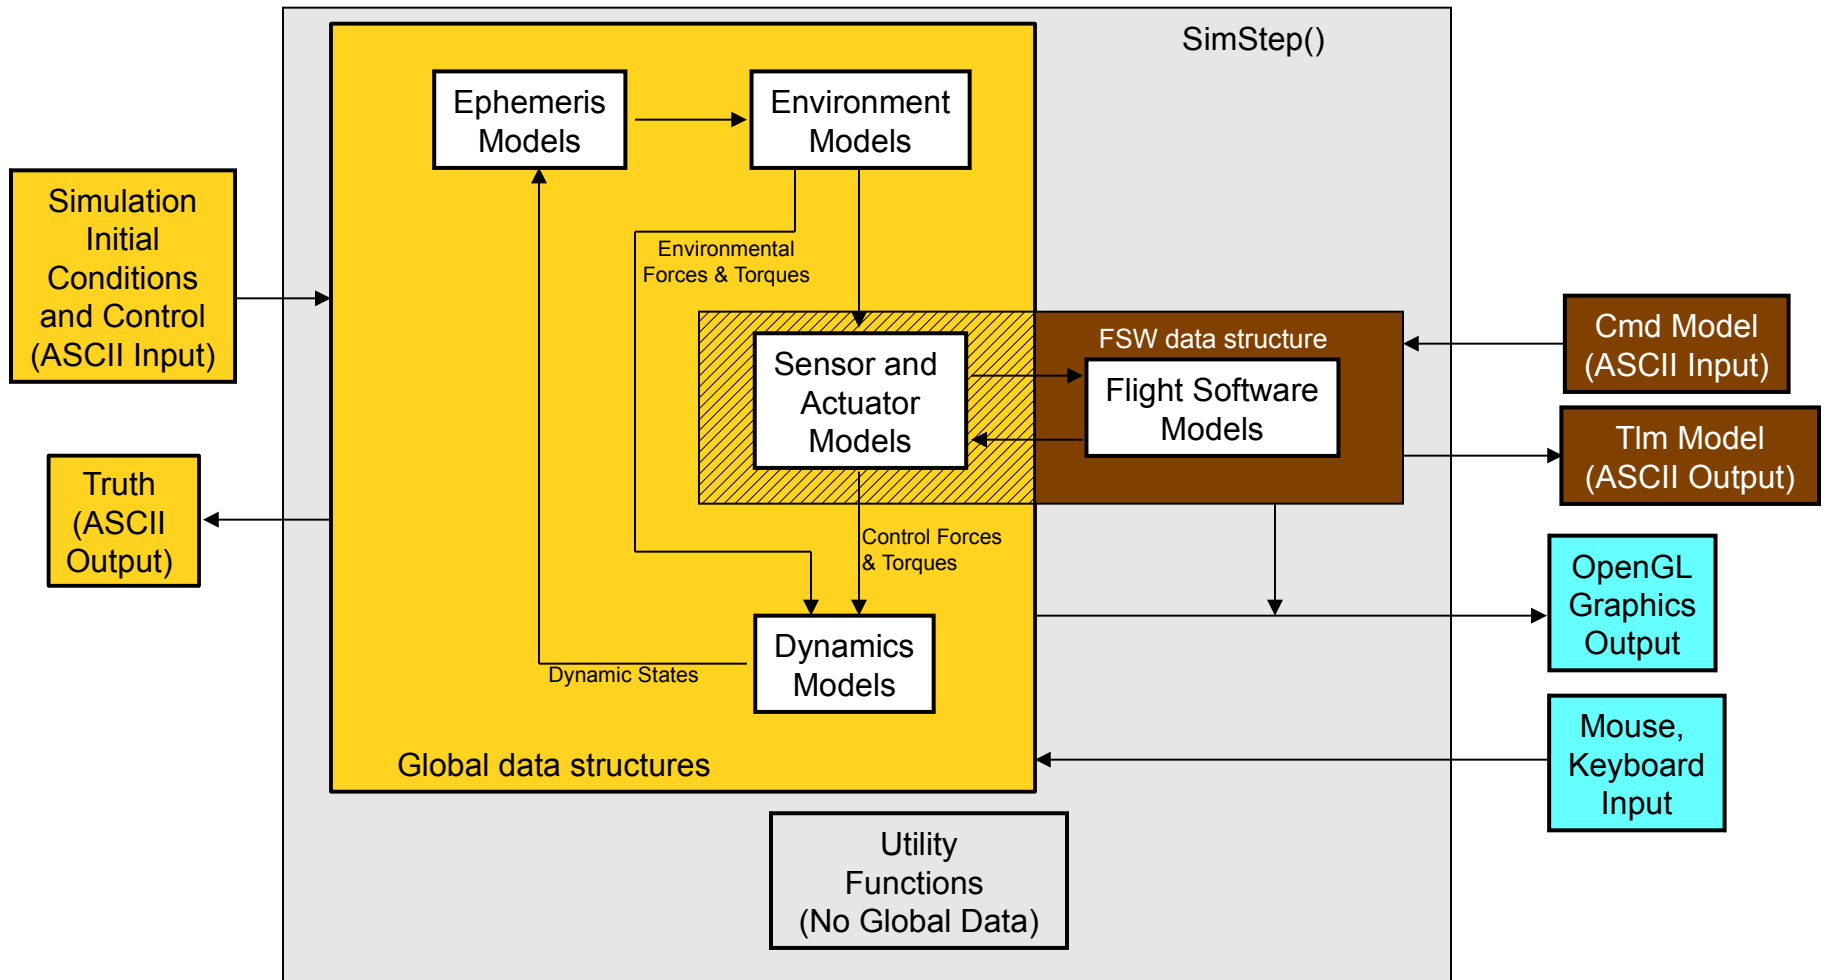 SimStep()
Ephemeris
Models
Environment
Models
Simulation
Initial
Conditions
and Control
(ASCII Input)
Environmental
Forces & Torques
Sensor and
Actuator
Models
FSW data structure
Flight Software
Models
Cmd Model
(ASCII Input)
Tlm Model
(ASCII Output)
Truth
(ASCII
Output)
Control Forces
& Torques
OpenGL
Graphics
Output
Dynamics
Models
Dynamic States
Mouse,
Keyboard
Input
Global data structures
Utility
Functions
(No Global Data)